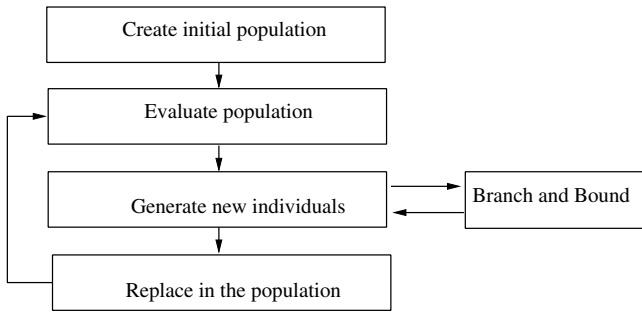 Create initial population
Evaluate population
Generate new individuals
Branch and Bound
Replace in the population